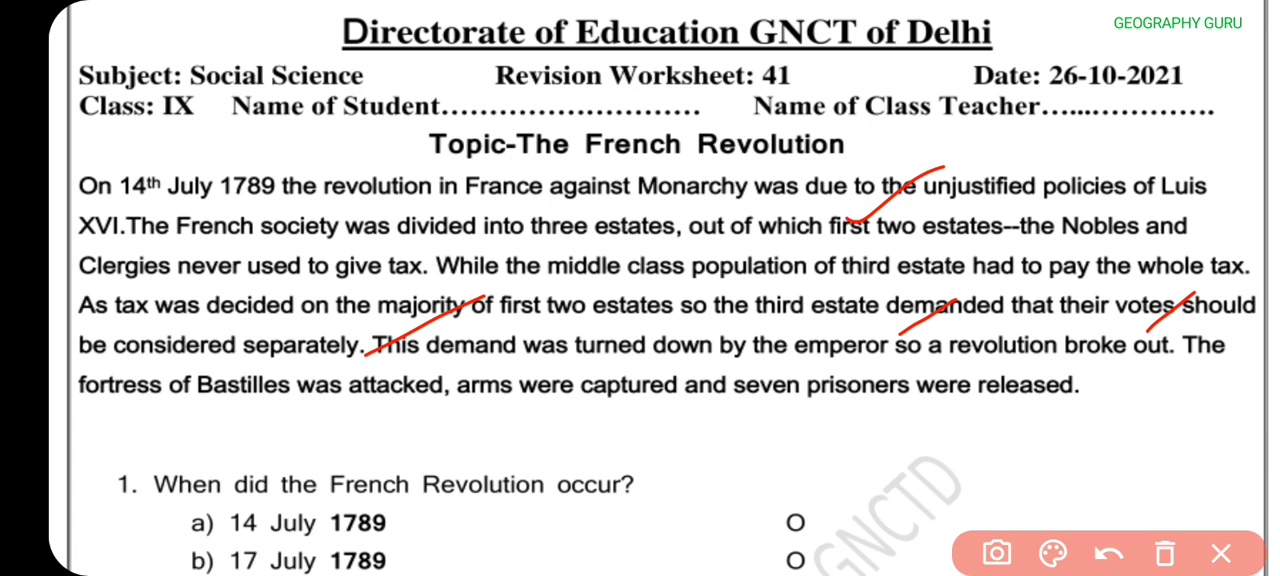 GEOGRAPHY GURU
Directorate of Education GNCT of Delhi
Subject: Social Science Revision Worksheet: 41 Date: 26-10-2021
Class: IX Name of Student............................ Name of Class Teacher....................
Topic-The French Revolution
On 14th July 1789 the revolution in France against Monarchy was due to the unjustified policies of Luis
XVI.The French society was divided into three estates, out of which first two estates--the Nobles and
Clergies never used to give tax. While the middle class population of third estate had to pay the whole tax.
As tax was decided on the majority of first two estates so the third estate demanded that their votes should
be considered separately. This demand was turned down by the emperor so a revolution broke out. The
fortress of Bastilles was attacked, arms were captured and seven prisoners were released.
1. When did the French Revolution occur?
a) 14 July 1789 O
b) 17 July 1789 O
GNCTD